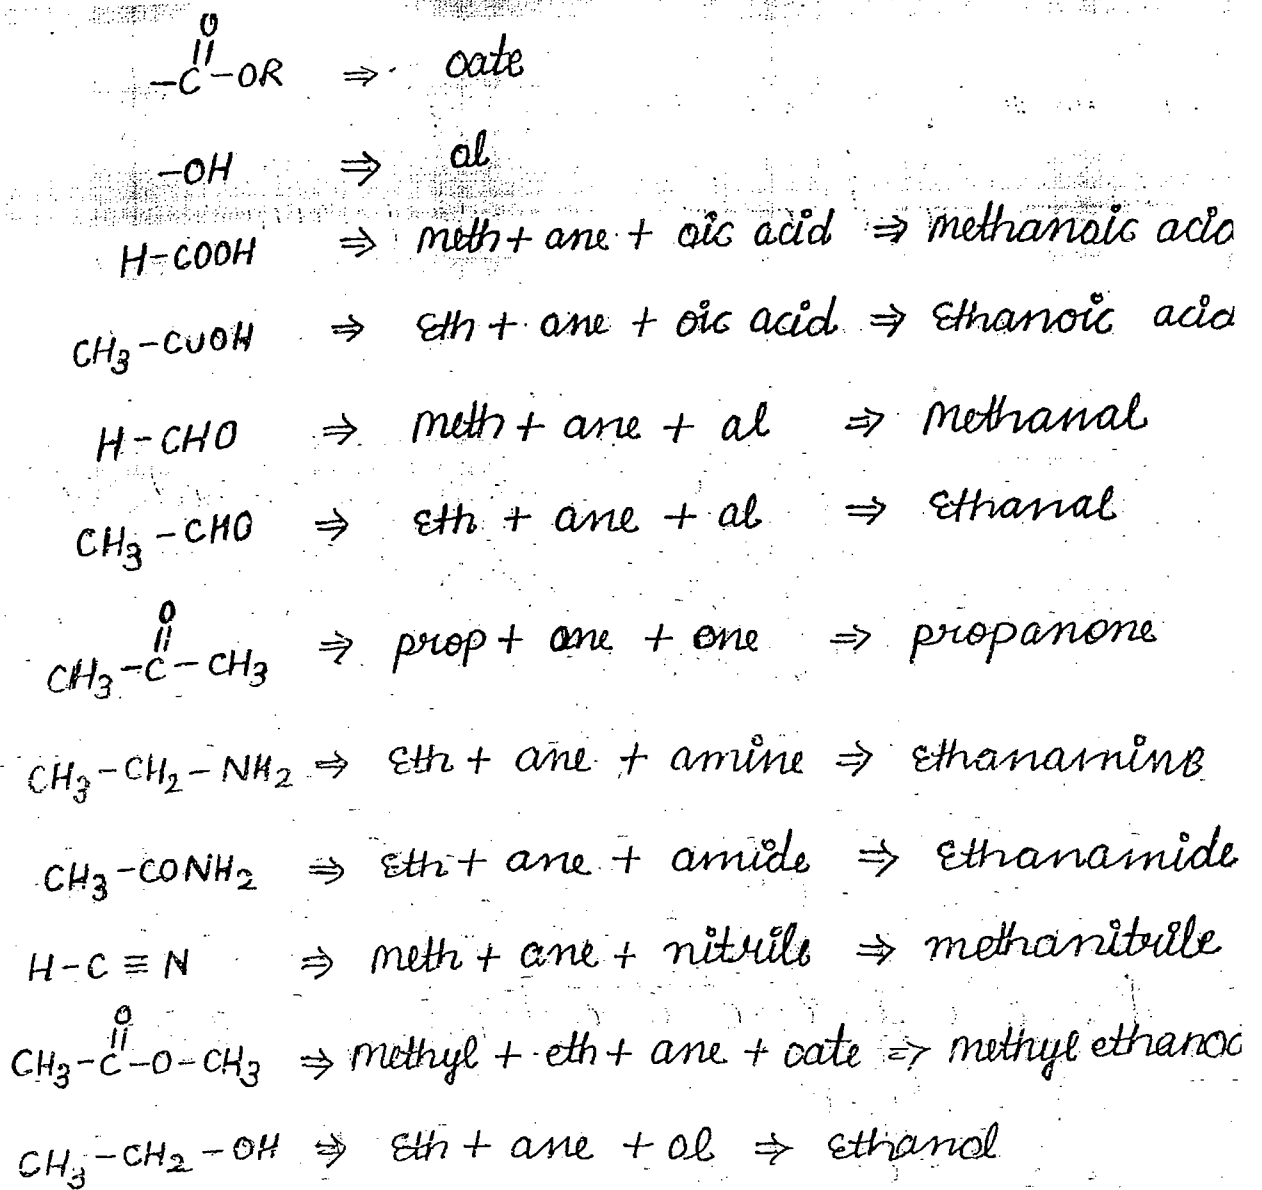 O
||
-C-OR ⇒ oate
-OH ⇒ ol
H-COOH ⇒ meth + ane + oic acid ⇒ methanoic acid
CH₃-COOH ⇒ Eth + ane + oic acid ⇒ Ethanoic acid
H-CHO ⇒ meth + ane + al ⇒ methanal
CH₃-CHO ⇒ Eth + ane + al ⇒ Ethanal
O
||
CH₃-C-CH₃ ⇒ prop + ane + one ⇒ propanone
CH₃-CH₂-NH₂ ⇒ Eth + ane + amine ⇒ Ethanamine
CH₃-CONH₂ ⇒ Eth + ane + amide ⇒ Ethanamide
H-C≡N ⇒ meth + ane + nitrile ⇒ methanitrile
O
||
CH₃-C-O-CH₃ ⇒ methyl + eth + ane + oate ⇒ methyl ethanoa
CH₃-CH₂-OH ⇒ Eth + ane + ol ⇒ Ethanol